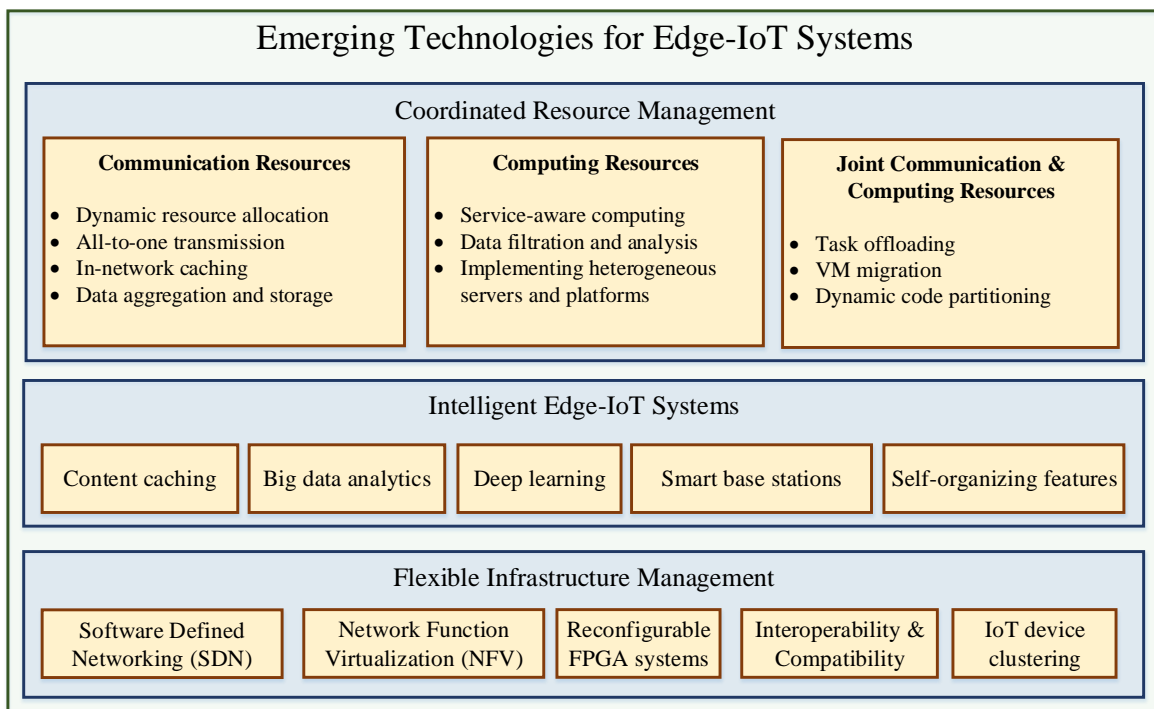 Emerging Technologies for Edge-IoT Systems
Coordinated Resource Management
Communication Resources
• Dynamic resource allocation
• All-to-one transmission
• In-network caching
• Data aggregation and storage
Computing Resources
• Service-aware computing
• Data filtration and analysis
• Implementing heterogeneous
servers and platforms
Joint Communication &
Computing Resources
• Task offloading
• VM migration
• Dynamic code partitioning
Intelligent Edge-IoT Systems
Content caching
Big data analytics
Deep learning
Smart base stations
Self-organizing features
Flexible Infrastructure Management
Software Defined
Networking (SDN)
Network Function
Virtualization (NFV)
Reconfigurable
FPGA systems
Interoperability &
Compatibility
IoT device
clustering